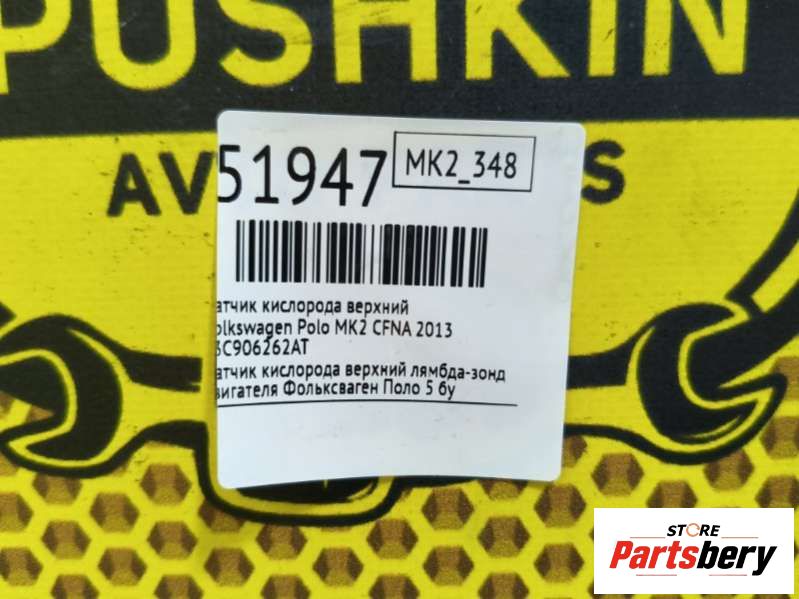 PUSHKIN
AV
S
51947
MK2_348
атчик кислорода верхний
olkswagen Polo MK2 CFNA 2013
3C906262AT
атчик кислорода верхний лямбда-зонд
вигателя Фольксваген Поло 5 бу
STORE
Partsbery